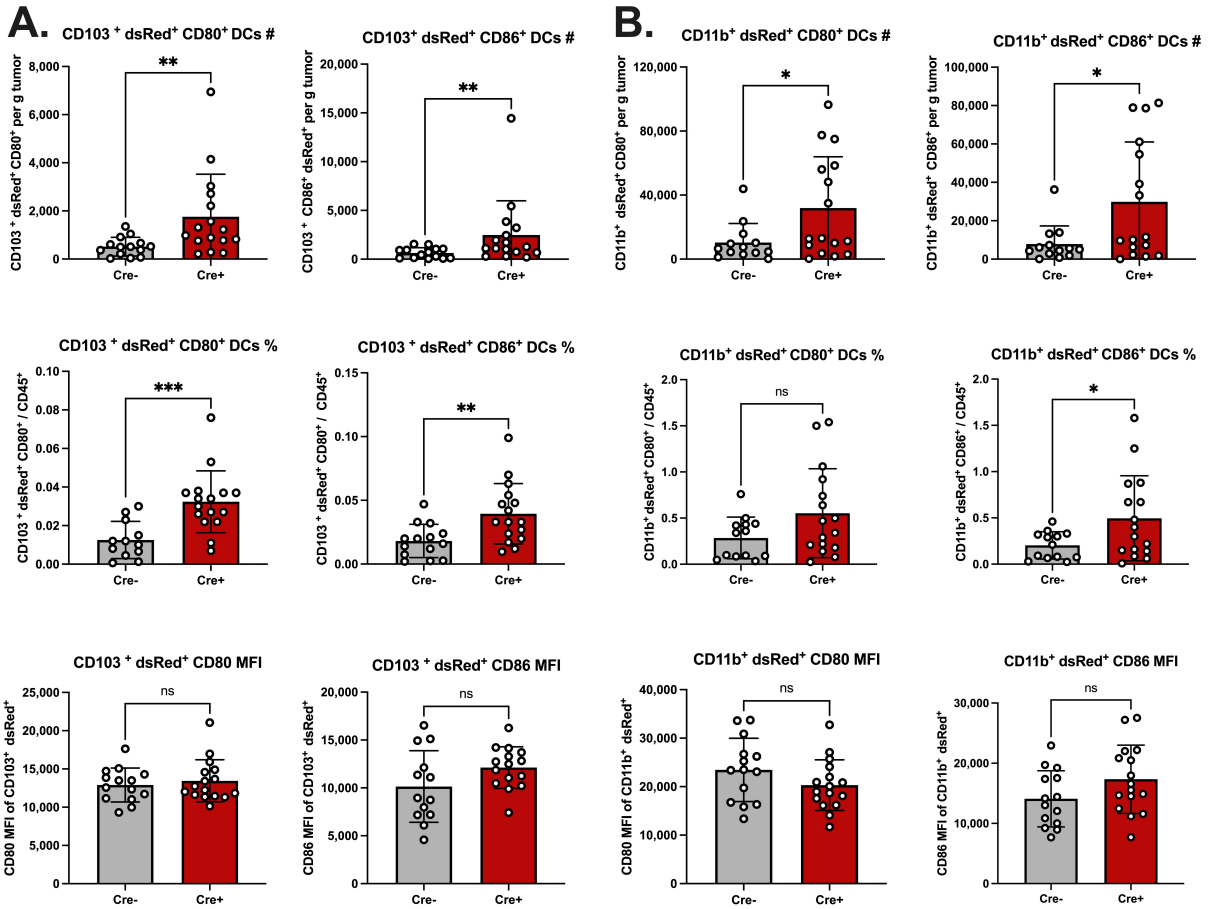 A.
CD103 ⁺ dsRed⁺ CD80⁺ DCs #
CD103 ⁺ dsRed⁺ CD80⁺ per g tumor
8,000
6,000
4,000
2,000
0
**
Cre-
Cre+
CD103⁺ dsRed⁺ CD86⁺ DCs #
CD103 ⁺ CD86⁺ dsRed⁺ per g tumor
20,000
15,000
10,000
5,000
0
**
Cre-
Cre+
B.
CD11b⁺ dsRed⁺ CD80⁺ DCs #
CD11b⁺ dsRed⁺ CD80⁺ per g tumor
120,000
80,000
40,000
0
*
Cre-
Cre+
CD11b⁺ dsRed⁺ CD86⁺ DCs #
CD11b⁺ dsRed⁺ CD86⁺ per g tumor
100,000
80,000
60,000
40,000
20,000
0
*
Cre-
Cre+
CD103 ⁺ dsRed⁺ CD80⁺ DCs %
CD103 ⁺ dsRed⁺ CD80⁺ / CD45⁺
0.10
0.08
0.06
0.04
0.02
0.00
***
Cre-
Cre+
CD103 ⁺ dsRed⁺ CD86⁺ DCs %
CD103 ⁺ dsRed⁺ CD80⁺ / CD45⁺
0.15
0.10
0.05
0.00
**
Cre-
Cre+
CD11b⁺ dsRed⁺ CD80⁺ DCs %
CD11b⁺ dsRed⁺ CD80⁺ / CD45⁺
2.0
1.5
1.0
0.5
0.0
ns
Cre-
Cre+
CD11b⁺ dsRed⁺ CD86⁺ DCs %
CD11b⁺ dsRed⁺ CD86⁺ / CD45⁺
2.0
1.5
1.0
0.5
0.0
*
Cre-
Cre+
CD103 ⁺ dsRed⁺ CD80 MFI
CD80 MFI of CD103⁺ dsRed⁺
25,000
20,000
15,000
10,000
5,000
0
ns
Cre-
Cre+
CD103 ⁺ dsRed⁺ CD86 MFI
CD86 MFI of CD103⁺ dsRed⁺
20,000
15,000
10,000
5,000
0
ns
Cre-
Cre+
CD11b⁺ dsRed⁺ CD80 MFI
CD80 MFI of CD11b⁺ dsRed⁺
40,000
30,000
20,000
10,000
0
ns
Cre-
Cre+
CD11b⁺ dsRed⁺ CD86 MFI
CD86 MFI of CD11b⁺ dsRed⁺
30,000
20,000
10,000
0
ns
Cre-
Cre+